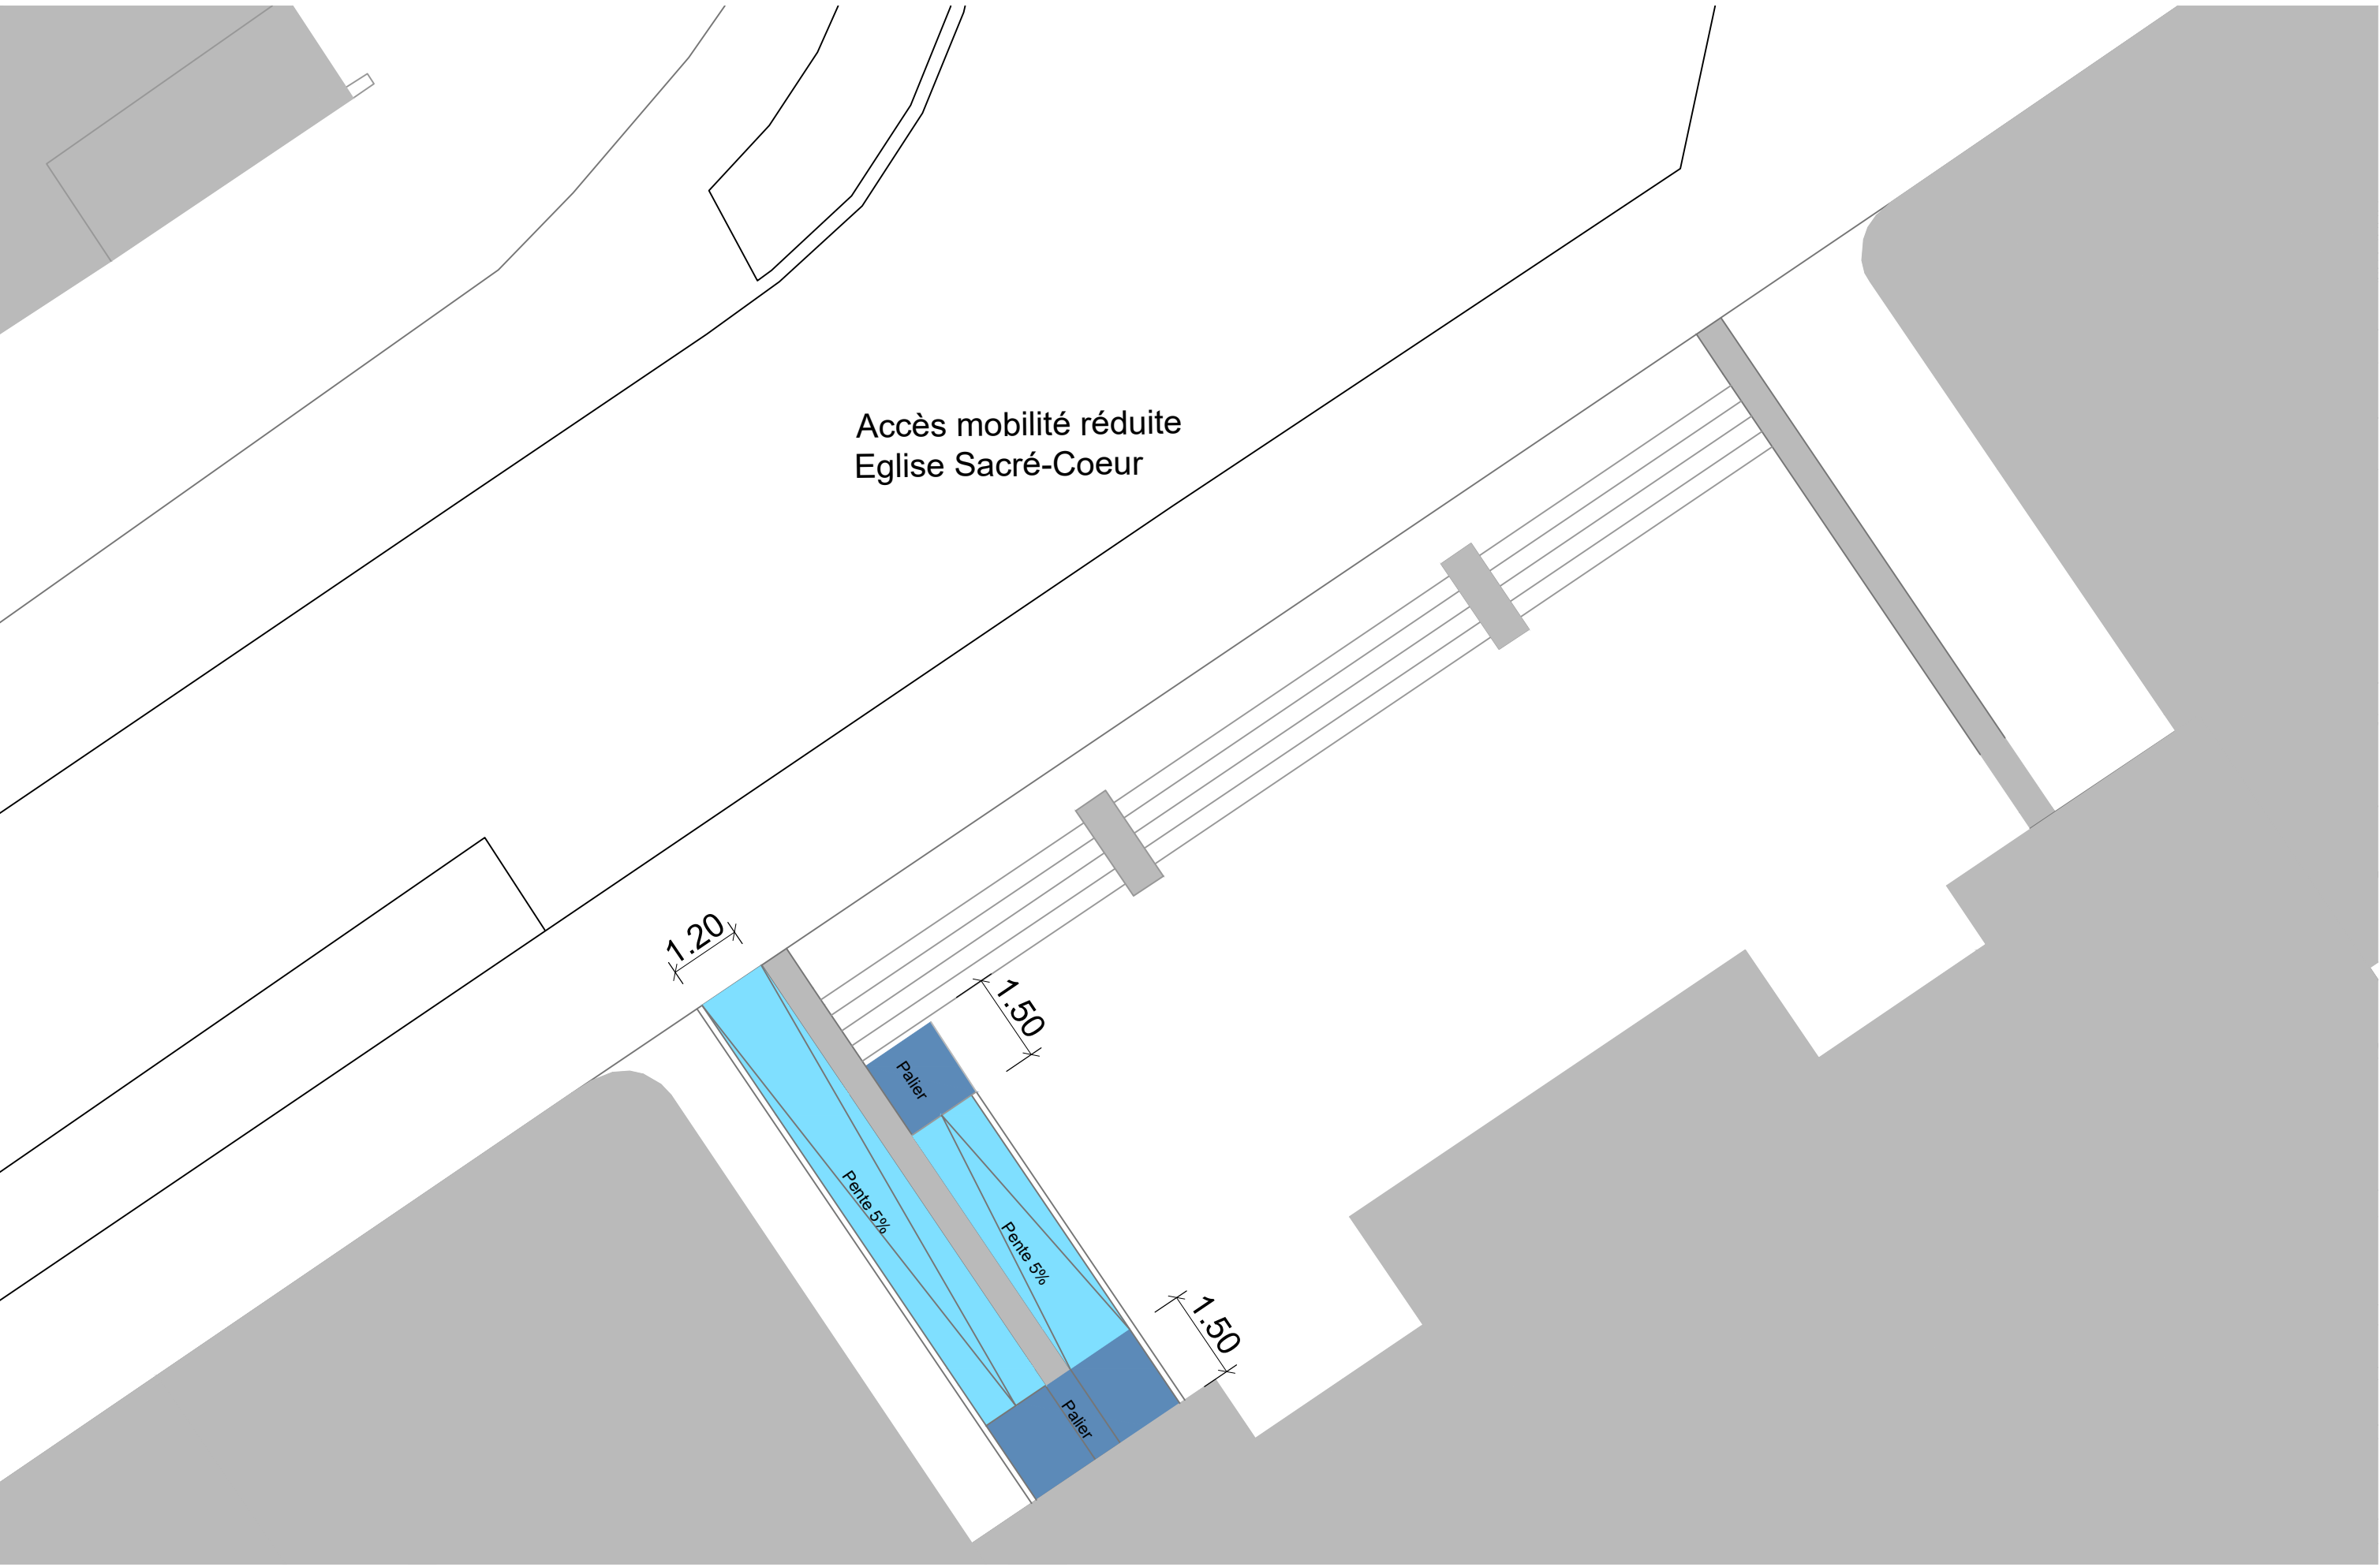 Accès mobilité réduite
Eglise Sacré-Coeur
1.20
1.50
Palier
Pente 5%
Pente 5%
1.50
Palier